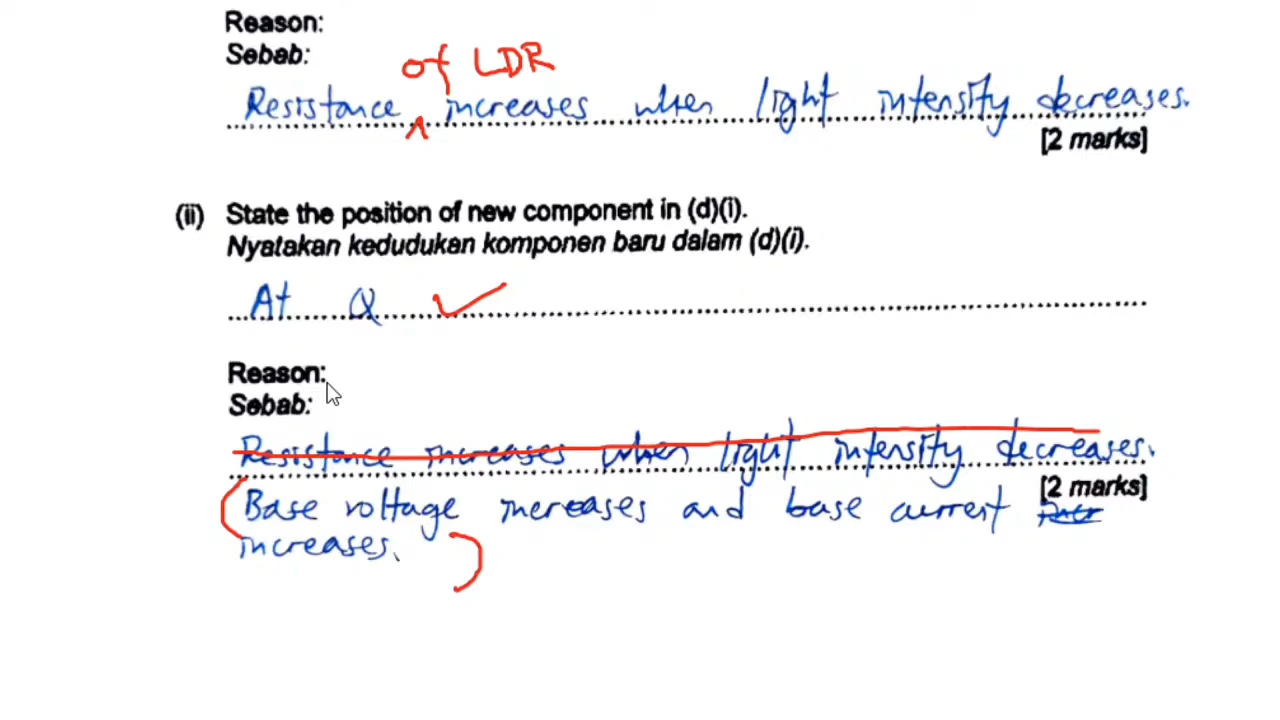 Reason:
Sebab:
of LDR
Resistance ^ increases when light intensity decreases.
[2 marks]
(ii) State the position of new component in (d)(i).
Nyatakan kedudukan komponen baru dalam (d)(i).
At Q
Reason:
Sebab:
Resistance increases when light intensity decreases.
[2 marks]
Base voltage increases and base current incr
increases.